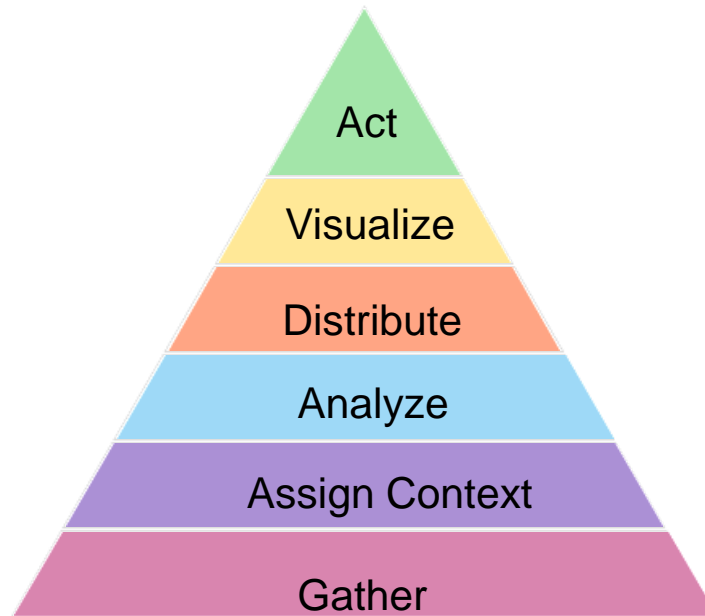 Act
Visualize
Distribute
Analyze
Assign Context
Gather